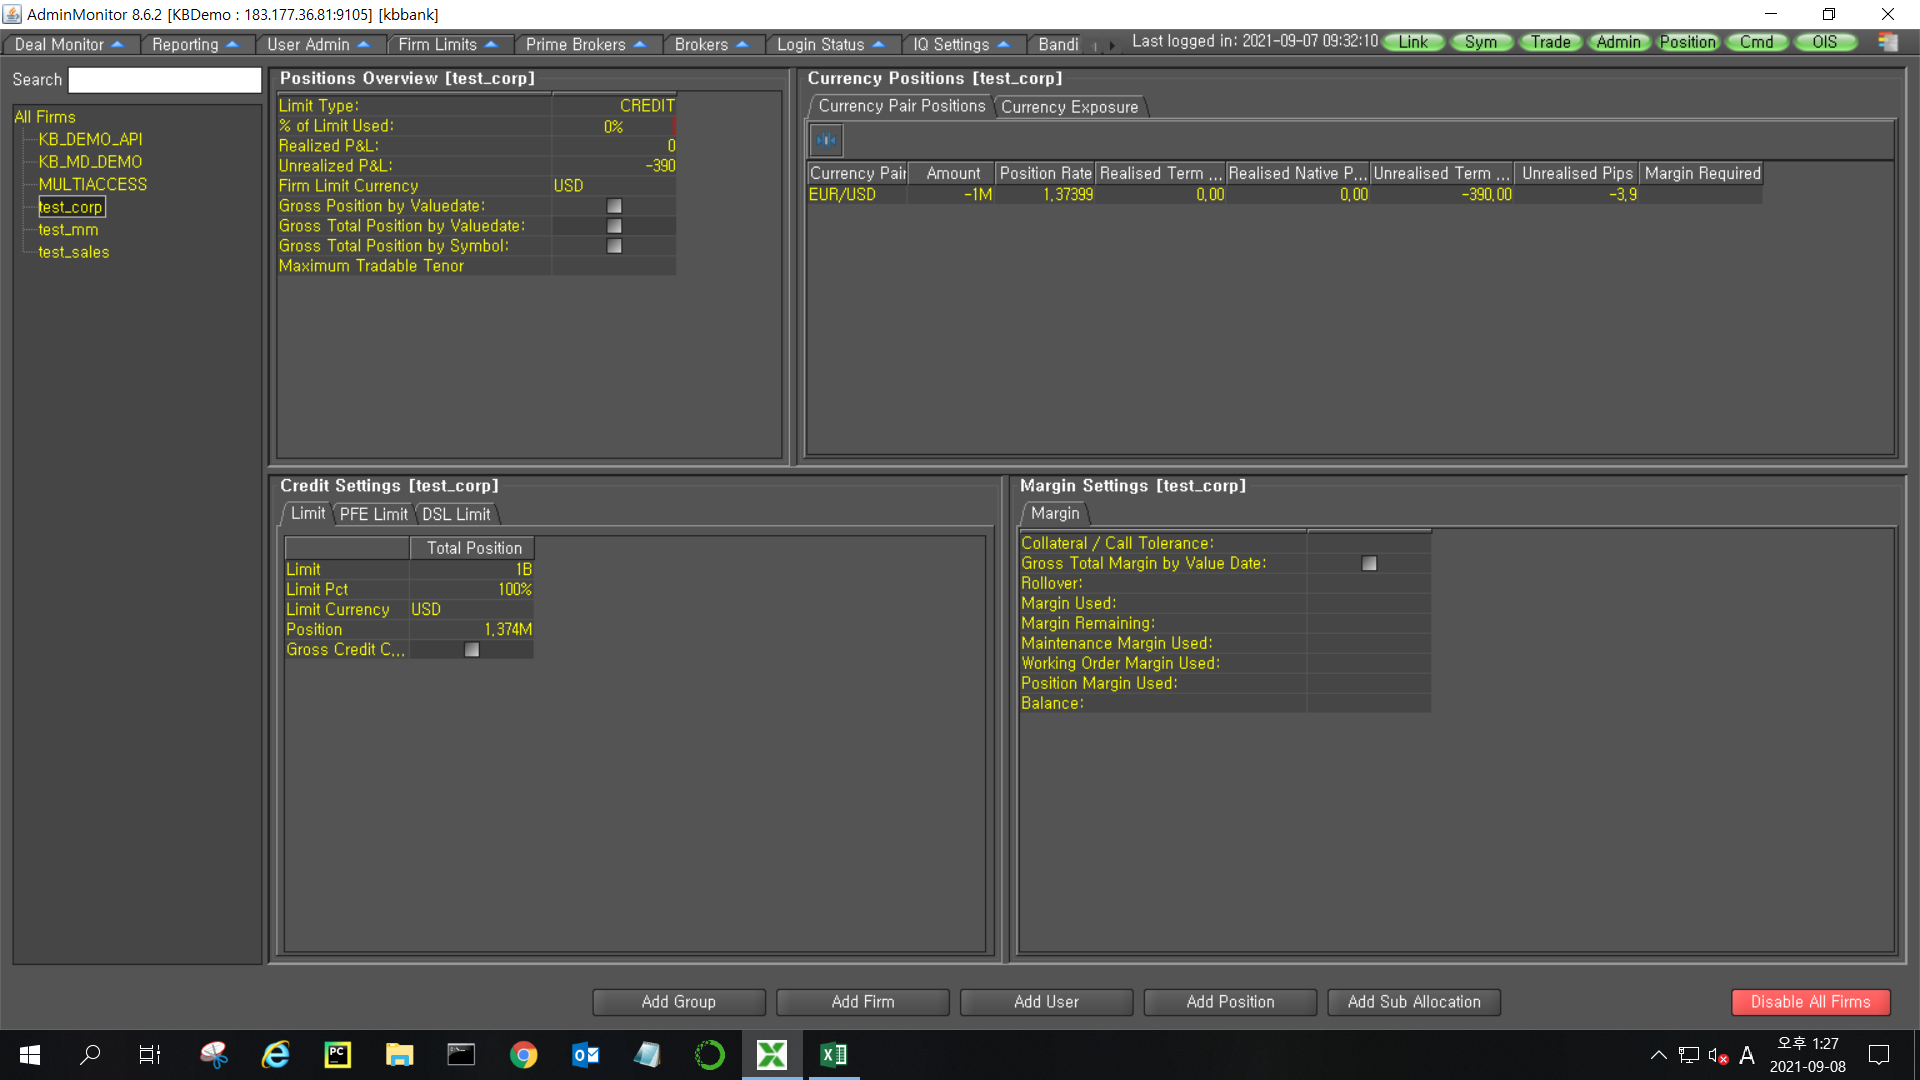 AdminMonitor 8.6.2 [KBDemo : 183.177.36.81:9105] [kbbank]
Deal Monitor Reporting User Admin Firm Limits Prime Brokers Brokers Login Status IQ Settings Bandi Last logged in: 2021-09-07 09:32:10 Link Sym Trade Admin Position Cmd OIS
Search
All Firms
KB_DEMO_API
KB_MD_DEMO
MULTIACCESS
test_corp
test_mm
test_sales
Positions Overview [test_corp]
Limit Type: CREDIT
% of Limit Used: 0%
Realized P&L: 0
Unrealized P&L: -390
Firm Limit Currency USD
Gross Position by Valuedate:
Gross Total Position by Valuedate:
Gross Total Position by Symbol:
Maximum Tradable Tenor
Currency Positions [test_corp]
Currency Pair Positions Currency Exposure
Currency Pair Amount Position Rate Realised Term ... Realised Native P... Unrealised Term ... Unrealised Pips Margin Required
EUR/USD -1M 1.37399 0.00 0.00 -390.00 -3.9
Credit Settings [test_corp]
Limit PFE Limit DSL Limit
Total Position
Limit 1B
Limit Pct 100%
Limit Currency USD
Position 1.374M
Gross Credit C...
Margin Settings [test_corp]
Margin
Collateral / Call Tolerance:
Gross Total Margin by Value Date:
Rollover:
Margin Used:
Margin Remaining:
Maintenance Margin Used:
Working Order Margin Used:
Position Margin Used:
Balance:
Add Group Add Firm Add User Add Position Add Sub Allocation Disable All Firms
PC
A
오후 1:27
2021-09-08